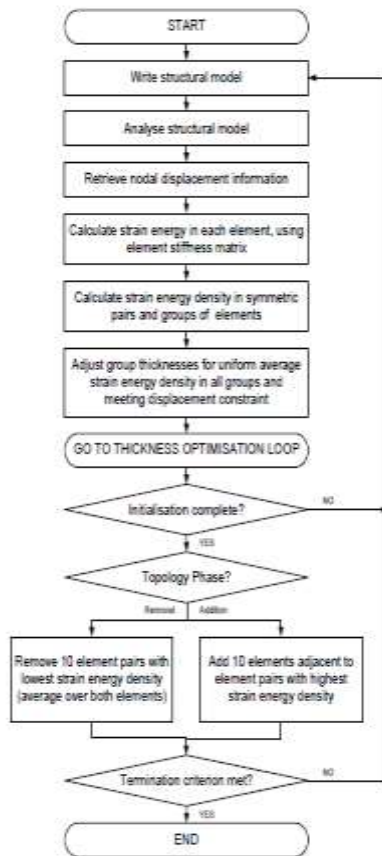 START
Write structural model
Analyse structural model
Retrieve nodal displacement information
Calculate strain energy in each element, using
element stiffness matrix
Calculate strain energy density in symmetric
pairs and groups of elements
Adjust group thicknesses for uniform average
strain energy density in all groups and
meeting displacement constraint
GO TO THICKNESS OPTIMISATION LOOP
Initialisation complete?
NO
YES
Topology Phase?
Removal
Addition
Remove 10 element pairs with
lowest strain energy density
(average over both elements)
Add 10 elements adjacent to
element pairs with highest
strain energy density
Termination criterion met?
NO
YES
END